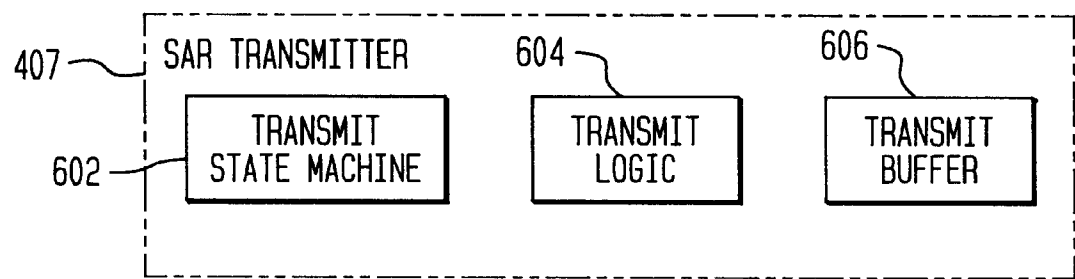 407
SAR TRANSMITTER
604
606
TRANSMIT
STATE MACHINE
TRANSMIT
LOGIC
TRANSMIT
BUFFER
602